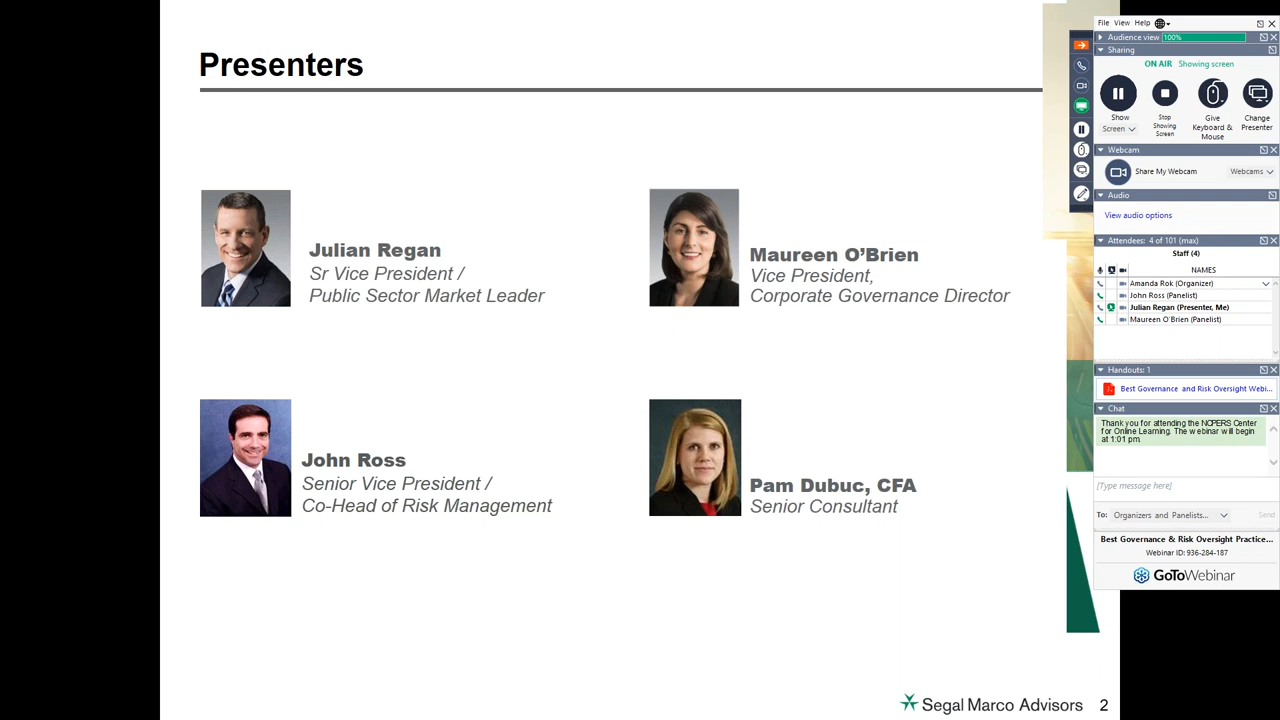 Presenters
Julian Regan
Sr Vice President /
Public Sector Market Leader
Maureen O’Brien
Vice President,
Corporate Governance Director
John Ross
Senior Vice President /
Co-Head of Risk Management
Pam Dubuc, CFA
Senior Consultant
Segal Marco Advisors 2
File View Help
Audience view 100%
Sharing
ON AIR Showing screen
Show
Screen
Stop
Showing
Screen
Give
Keyboard &
Mouse
Change
Presenter
Webcam
Share My Webcam Webcams
Audio
View audio options
Attendees: 4 of 101 (max)
Staff (4)
NAMES
Amanda Rok (Organizer)
John Ross (Panelist)
Julian Regan (Presenter, Me)
Maureen O'Brien (Panelist)
Handouts: 1
Best Governance and Risk Oversight Webi...
Chat
Thank you for attending the NCPERS Center
for Online Learning. The webinar will begin
at 1:01 pm.
[Type message here]
To: Organizers and Panelists... Send
Best Governance & Risk Oversight Practice...
Webinar ID: 936-284-187
GoToWebinar